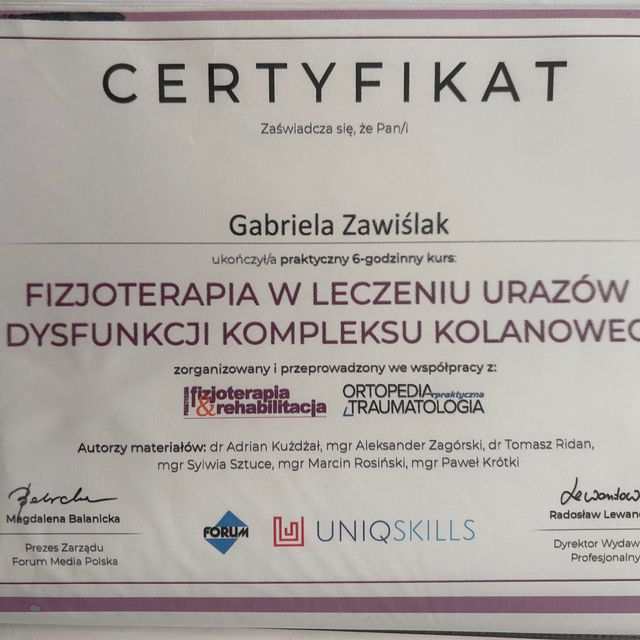 CERTYFIKAT
Zaświadcza się, że Pan/i
Gabriela Zawiślak
ukończył/a praktyczny 6-godzinny kurs:
FIZJOTERAPIA W LECZENIU URAZÓW
DYSFUNKCJI KOMPLEKSU KOLANOWEG
zorganizowany i przeprowadzony we współpracy z:
fizjoterapia
&rehabilitacja
ORTOPEDIA praktyczna
i TRAUMATOLOGIA
Autorzy materiałów: dr Adrian Kużdżał, mgr Aleksander Zagórski, dr Tomasz Ridan,
mgr Sylwia Sztuce, mgr Marcin Rosiński, mgr Paweł Krótki
Magdalena Balanicka
Prezes Zarządu
Forum Media Polska
FORUM
UNIQSKILLS
Radosław Lewand
Dyrektor Wydaw
Profesjonalny